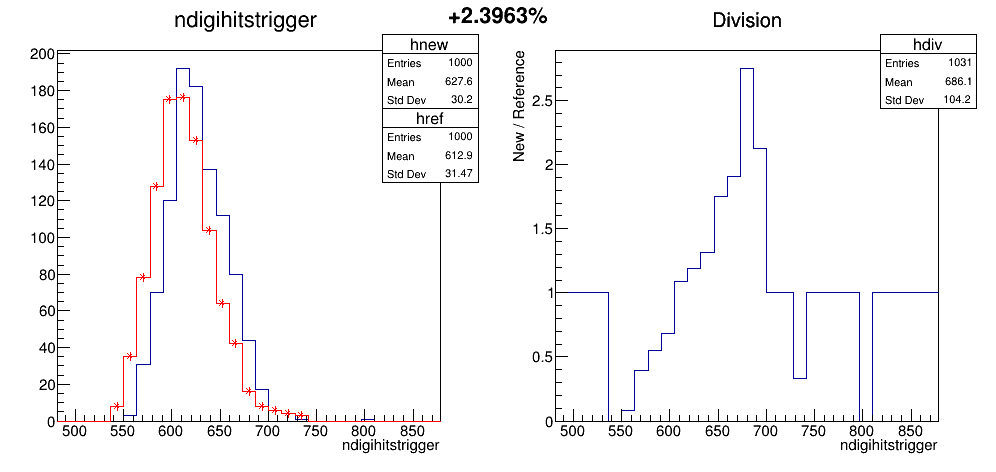 +2.3963%
ndigihitstrigger
hnew
Entries 1000
Mean 627.6
Std Dev 30.2
href
Entries 1000
Mean 612.9
Std Dev 31.47
200
180
160
140
120
100
80
60
40
20
0
500 550 600 650 700 750 800 850
ndigihitstrigger
Division
hdiv
Entries 1031
Mean 686.1
Std Dev 104.2
New / Reference
2.5
2
1.5
1
0.5
0
500 550 600 650 700 750 800 850
ndigihitstrigger